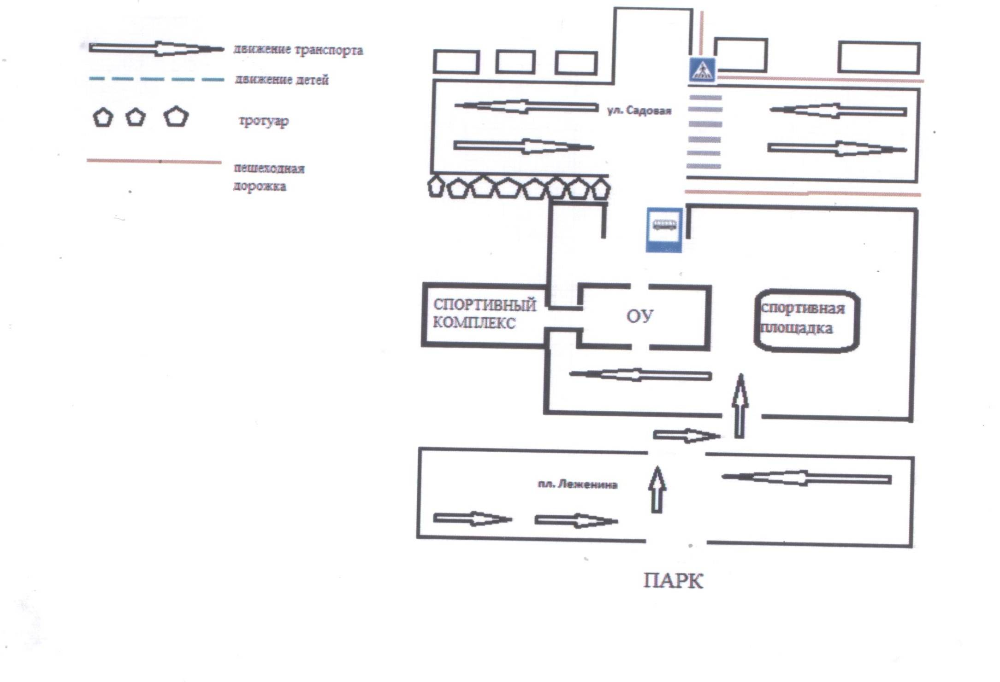 движение транспорта
движение детей
тротуар
пешеходная
дорожка
ул. Садовая
СПОРТИВНЫЙ
КОМПЛЕКС
ОУ
спортивная
площадка
пл. Леженина
ПАРК